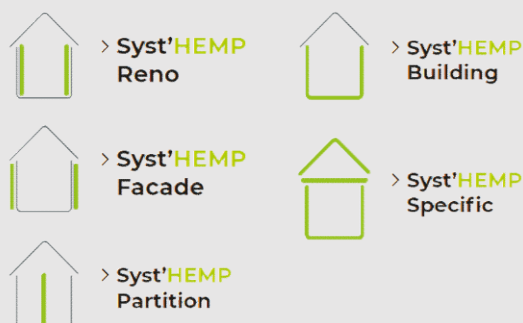 > Syst'HEMP
Reno
> Syst'HEMP
Facade
> Syst'HEMP
Partition
> Syst'HEMP
Building
> Syst'HEMP
Specific